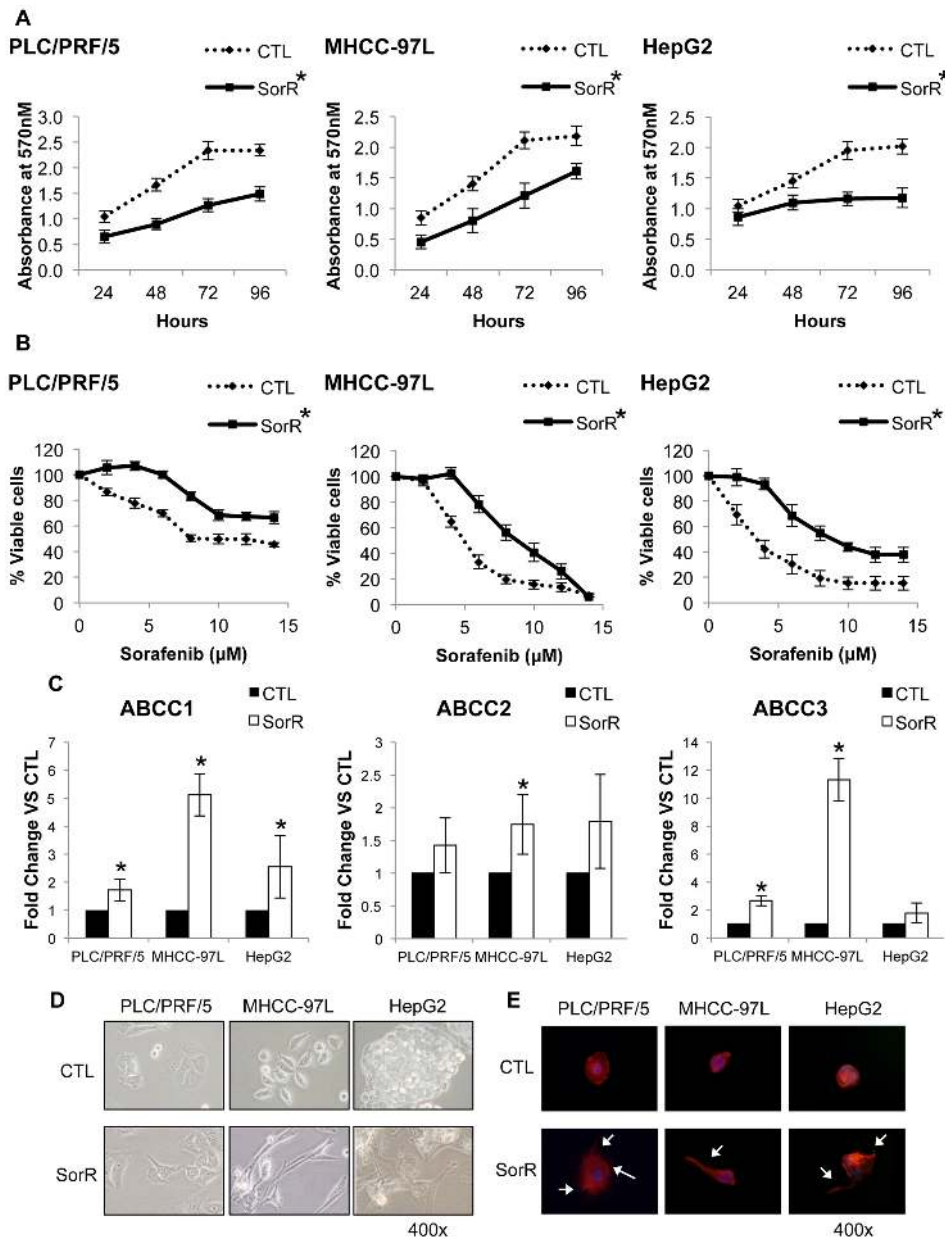 A
PLC/PRF/5
CTL
SorR*
Absorbance at 570nM
3.0
2.5
2.0
1.5
1.0
0.5
0.0
24 48 72 96
Hours
MHCC-97L
CTL
SorR*
Absorbance at 570nM
2.5
2.0
1.5
1.0
0.5
0.0
24 48 72 96
Hours
HepG2
CTL
SorR*
Absorbance at 570nM
2.5
2.0
1.5
1.0
0.5
0.0
24 48 72 96
Hours
B
PLC/PRF/5
CTL
SorR*
% Viable cells
120
100
80
60
40
20
0
0 5 10 15
Sorafenib (µM)
MHCC-97L
CTL
SorR*
% Viable cells
120
100
80
60
40
20
0
0 5 10 15
Sorafenib (µM)
HepG2
CTL
SorR*
% Viable cells
120
100
80
60
40
20
0
0 5 10 15
Sorafenib (µM)
C
ABCC1
CTL
SorR
Fold Change VS CTL
7
6
5
4
3
2
1
0
* * *
PLC/PRF/5 MHCC-97L HepG2
ABCC2
CTL
SorR
Fold Change VS CTL
3
2.5
2
1.5
1
0.5
0
*
PLC/PRF/5 MHCC-97L HepG2
ABCC3
CTL
SorR
Fold Change VS CTL
14
12
10
8
6
4
2
0
* *
PLC/PRF/5 MHCC-97L HepG2
D
PLC/PRF/5 MHCC-97L HepG2
CTL
SorR
400x
E
PLC/PRF/5 MHCC-97L HepG2
CTL
SorR
400x